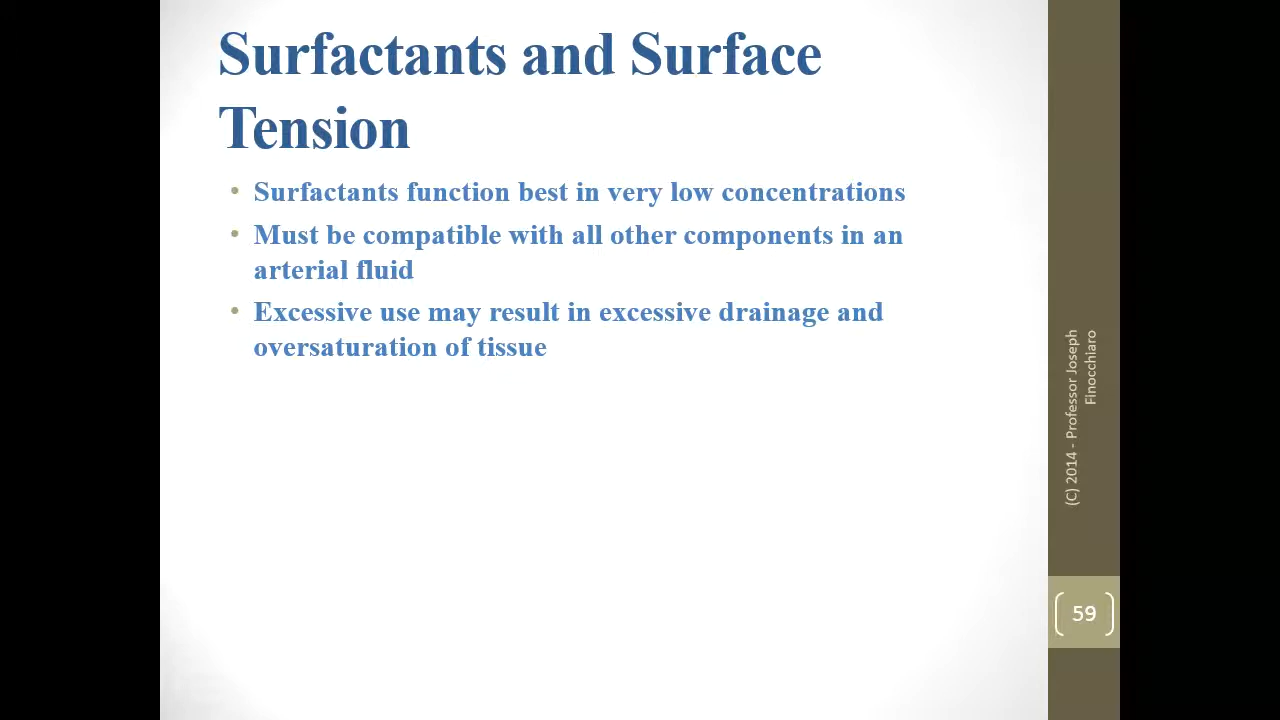 Surfactants and Surface
Tension
• Surfactants function best in very low concentrations
• Must be compatible with all other components in an
arterial fluid
• Excessive use may result in excessive drainage and
oversaturation of tissue
(C) 2014 - Professor Joseph
Finocchiaro
59